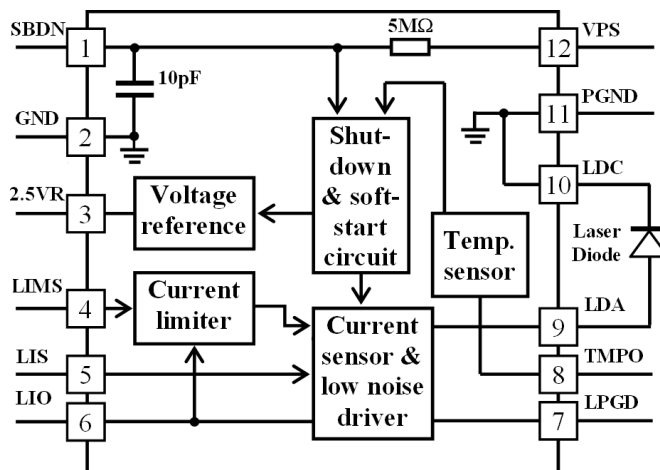 SBDN
1
5MΩ
12
VPS
10pF
GND
2
11
PGND
Shut-
down
& soft-
start
circuit
10
LDC
2.5VR
3
Voltage
reference
Temp.
sensor
Laser
Diode
LIMS
4
Current
limiter
Current
sensor &
low noise
driver
9
LDA
LIS
5
8
TMPO
LIO
6
7
LPGD